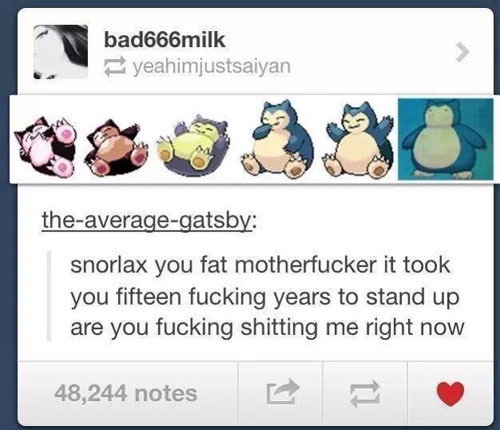 bad666milk
yeahimjustsaiyan
the-average-gatsby:
snorlax you fat motherfucker it took
you fifteen fucking years to stand up
are you fucking shitting me right now
48,244 notes